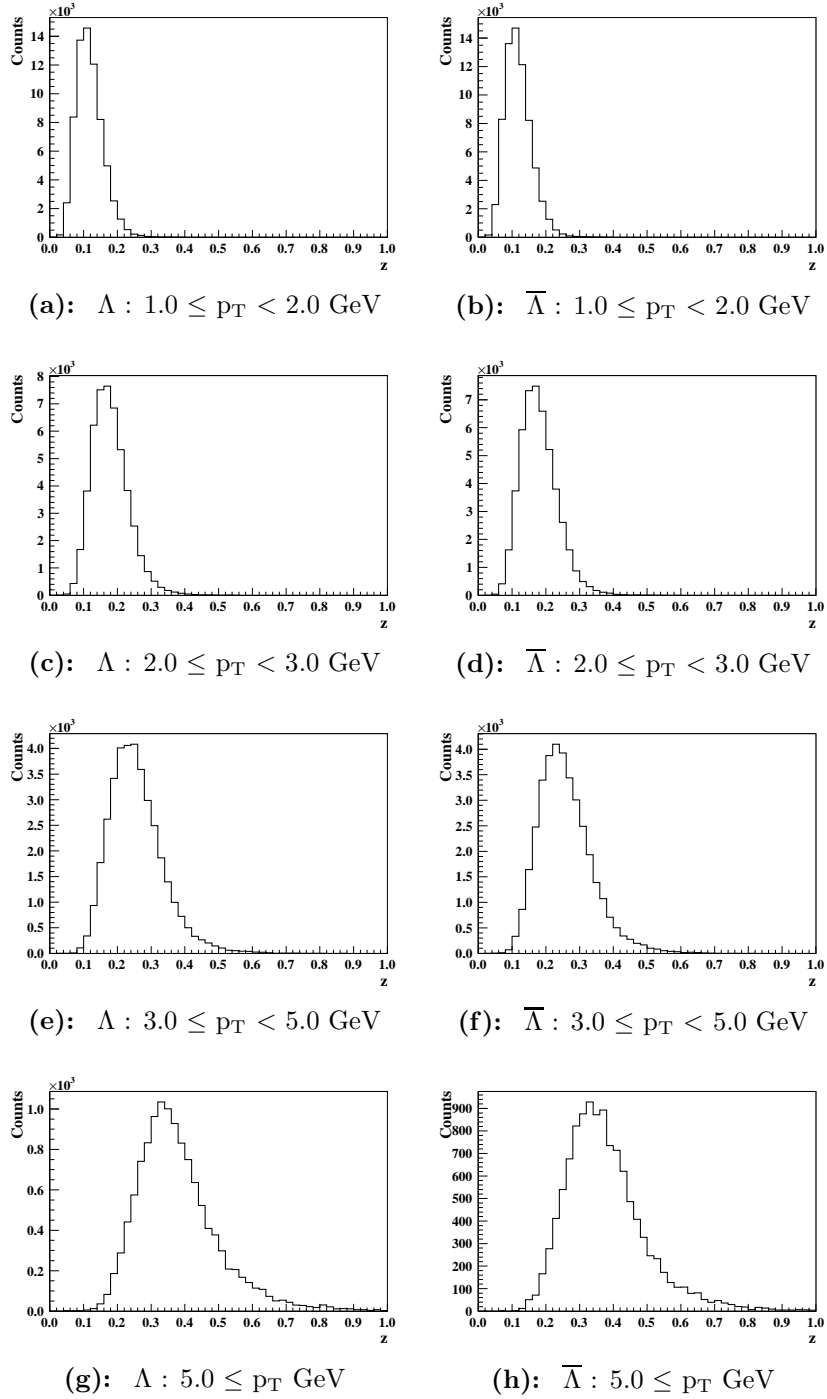 ×10³
Counts
14
12
10
8
6
4
2
0
0.0 0.1 0.2 0.3 0.4 0.5 0.6 0.7 0.8 0.9 1.0
z
(a): Λ : 1.0 ≤ p_T < 2.0 GeV
×10³
Counts
14
12
10
8
6
4
2
0
0.0 0.1 0.2 0.3 0.4 0.5 0.6 0.7 0.8 0.9 1.0
z
(b): Λ̅ : 1.0 ≤ p_T < 2.0 GeV
×10³
Counts
8
7
6
5
4
3
2
1
0
0.0 0.1 0.2 0.3 0.4 0.5 0.6 0.7 0.8 0.9 1.0
z
(c): Λ : 2.0 ≤ p_T < 3.0 GeV
×10³
Counts
7
6
5
4
3
2
1
0
0.0 0.1 0.2 0.3 0.4 0.5 0.6 0.7 0.8 0.9 1.0
z
(d): Λ̅ : 2.0 ≤ p_T < 3.0 GeV
×10³
Counts
4.0
3.5
3.0
2.5
2.0
1.5
1.0
0.5
0.0
0.0 0.1 0.2 0.3 0.4 0.5 0.6 0.7 0.8 0.9 1.0
z
(e): Λ : 3.0 ≤ p_T < 5.0 GeV
×10³
Counts
4.0
3.5
3.0
2.5
2.0
1.5
1.0
0.5
0.0
0.0 0.1 0.2 0.3 0.4 0.5 0.6 0.7 0.8 0.9 1.0
z
(f): Λ̅ : 3.0 ≤ p_T < 5.0 GeV
×10³
Counts
1.0
0.8
0.6
0.4
0.2
0.0
0.0 0.1 0.2 0.3 0.4 0.5 0.6 0.7 0.8 0.9 1.0
z
(g): Λ : 5.0 ≤ p_T GeV
Counts
900
800
700
600
500
400
300
200
100
0
0.0 0.1 0.2 0.3 0.4 0.5 0.6 0.7 0.8 0.9 1.0
z
(h): Λ̅ : 5.0 ≤ p_T GeV